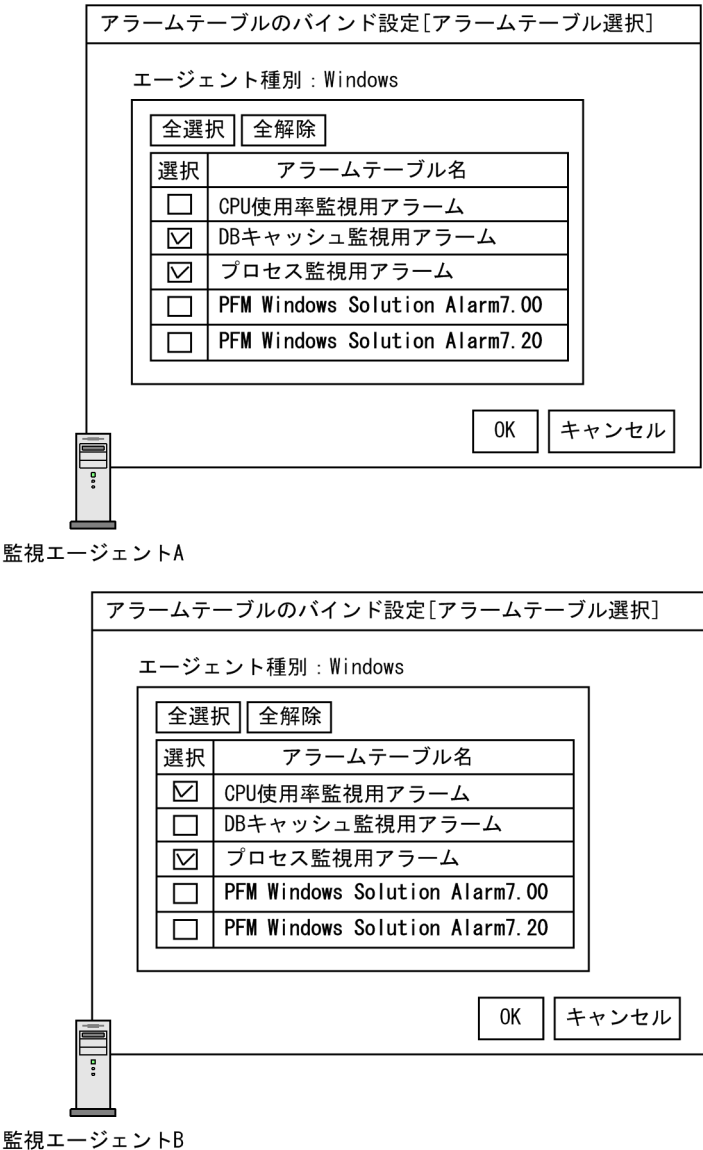 アラームテーブルのバインド設定[アラームテーブル選択]
エージェント種別:Windows
全選択 全解除
選択 アラームテーブル名
CPU使用率監視用アラーム
DBキャッシュ監視用アラーム
プロセス監視用アラーム
PFM Windows Solution Alarm7.00
PFM Windows Solution Alarm7.20
OK キャンセル
監視エージェントA
アラームテーブルのバインド設定[アラームテーブル選択]
エージェント種別:Windows
全選択 全解除
選択 アラームテーブル名
CPU使用率監視用アラーム
DBキャッシュ監視用アラーム
プロセス監視用アラーム
PFM Windows Solution Alarm7.00
PFM Windows Solution Alarm7.20
OK キャンセル
監視エージェントB